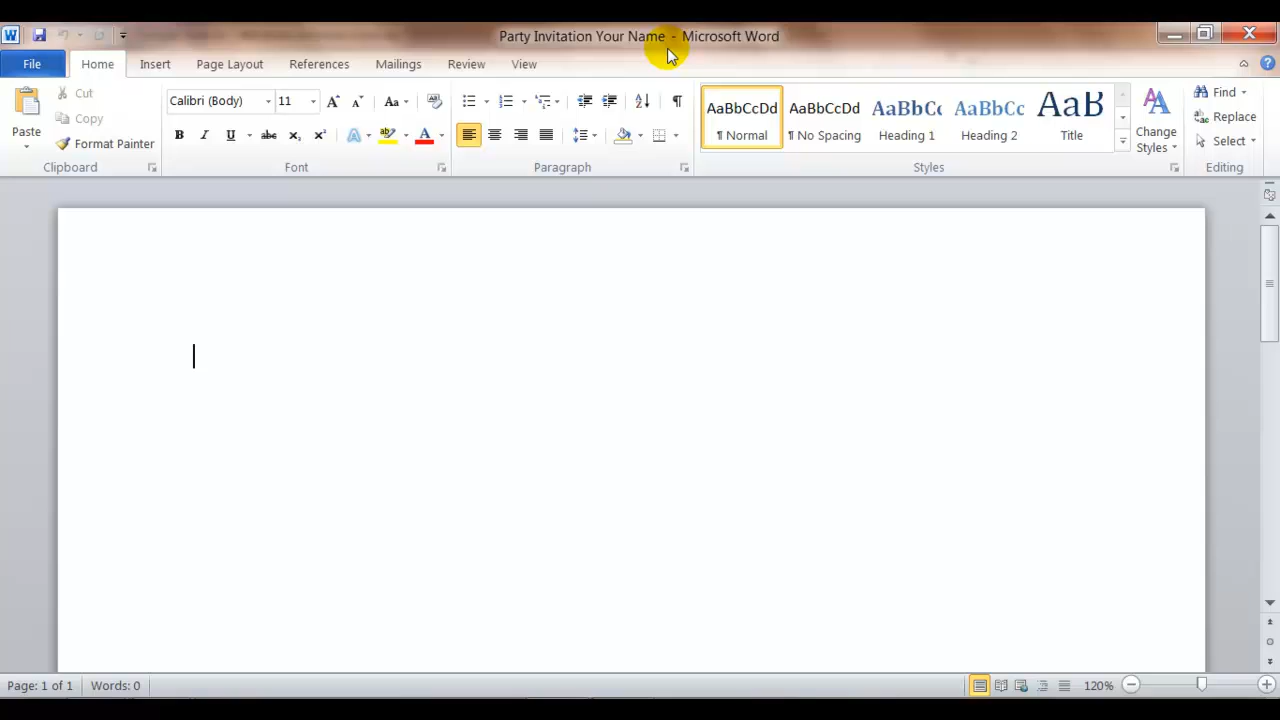 Party Invitation Your Name - Microsoft Word
File Home Insert Page Layout References Mailings Review View
Paste
Cut
Copy
Format Painter
Clipboard
Calibri (Body) 11
Font
Paragraph
AaBbCcDd AaBbCcDd AaBbCc AaBbCc AaB
¶ Normal ¶ No Spacing Heading 1 Heading 2 Title
Change Styles
Styles
Find
Replace
Select
Editing
Page: 1 of 1 Words: 0 120%